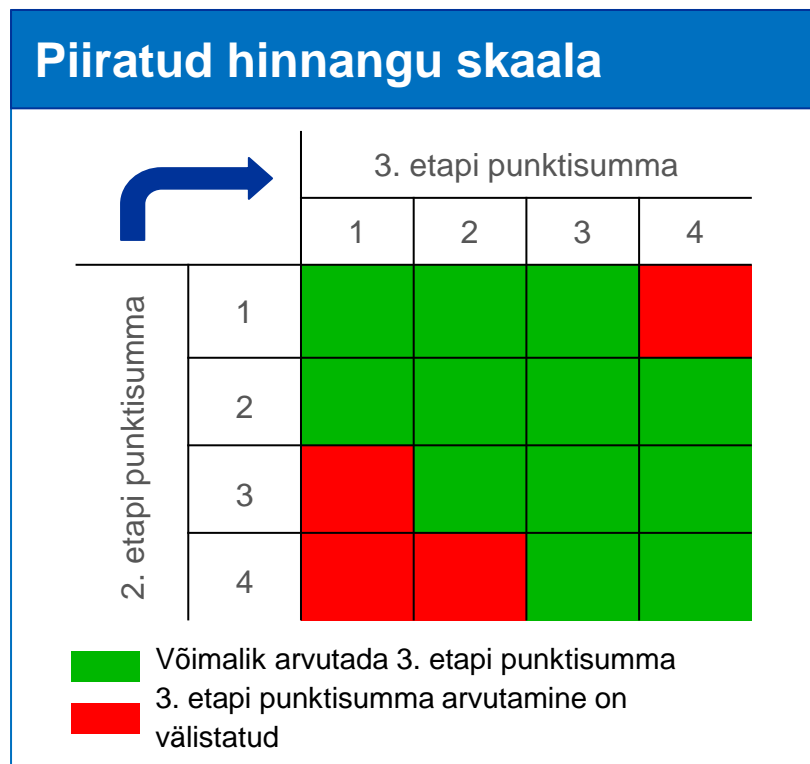 Piiratud hinnangu skaala
3. etapi punktisumma
1 2 3 4
2. etapi punktisumma
1
2
3
4
Võimalik arvutada 3. etapi punktisumma
3. etapi punktisumma arvutamine on
välistatud